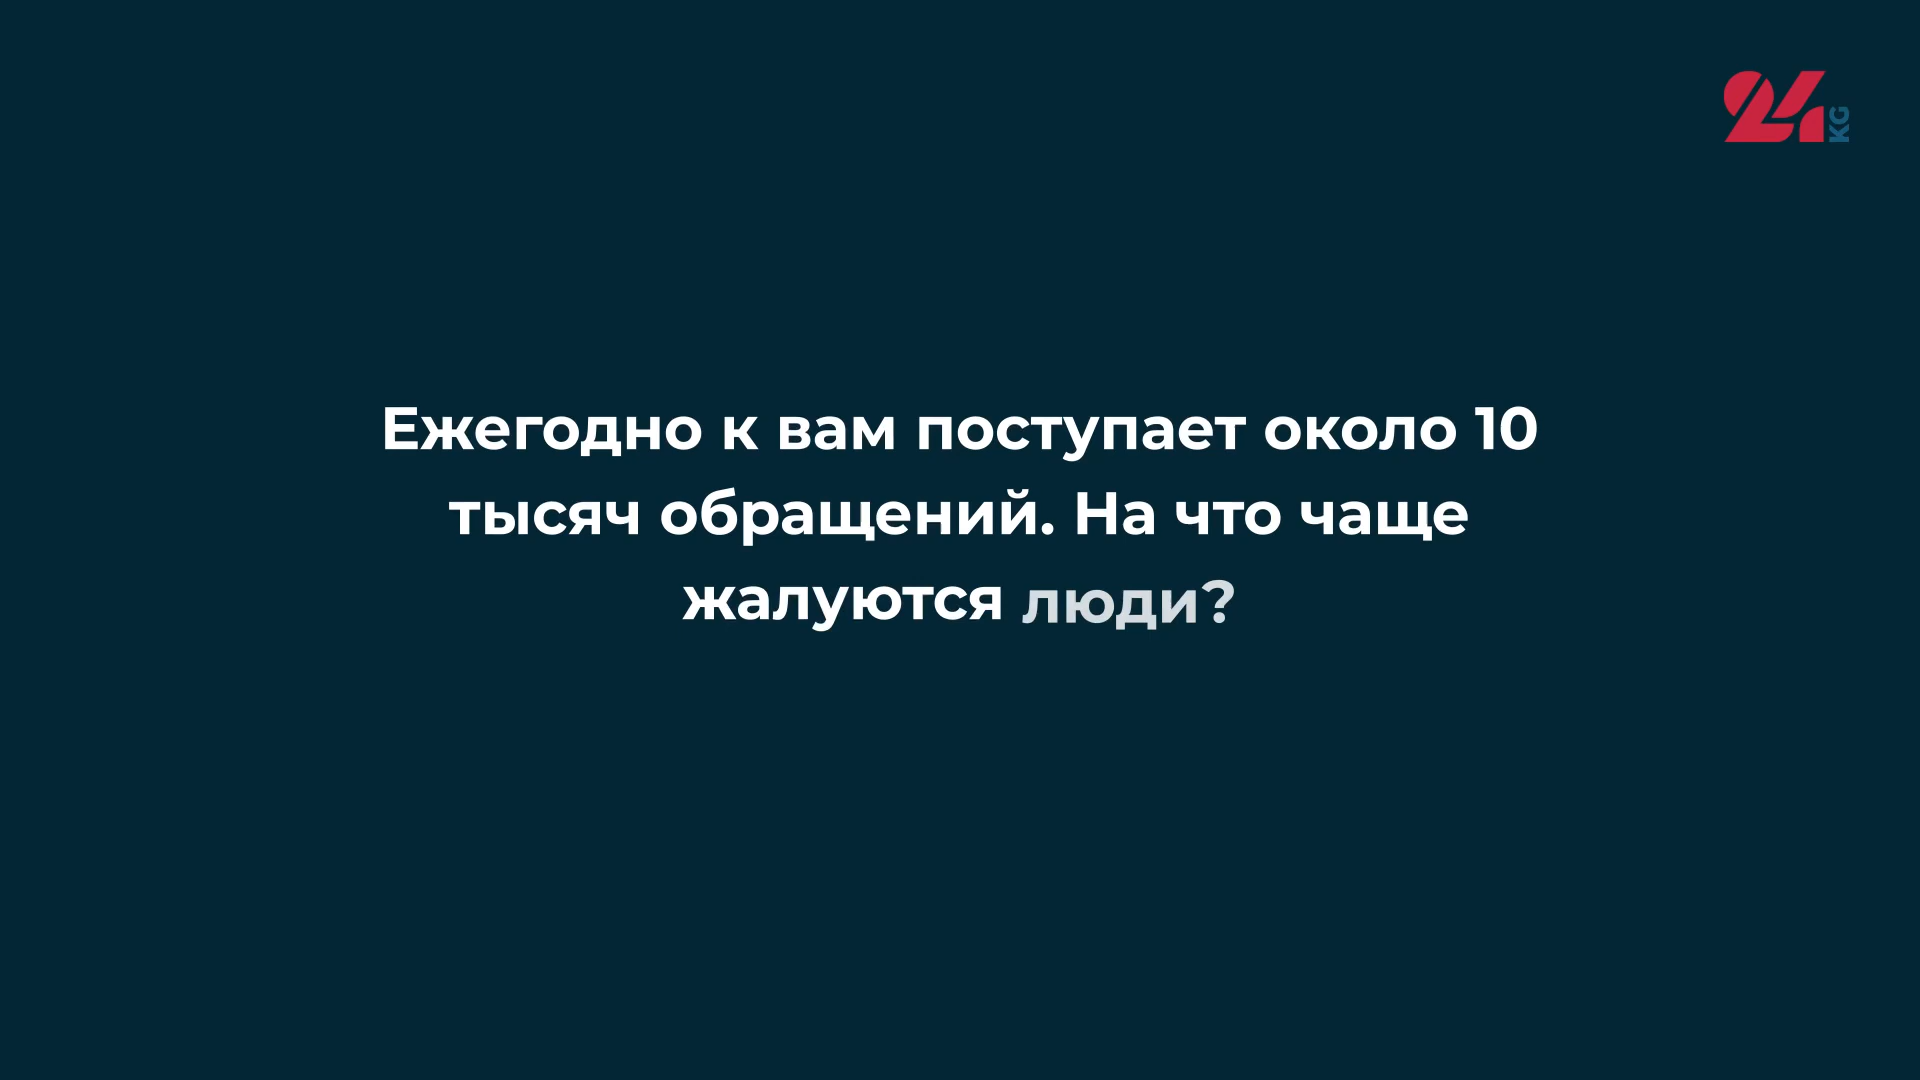 24
KG
Ежегодно к вам поступает около 10
тысяч обращений. На что чаще
жалуются люди?